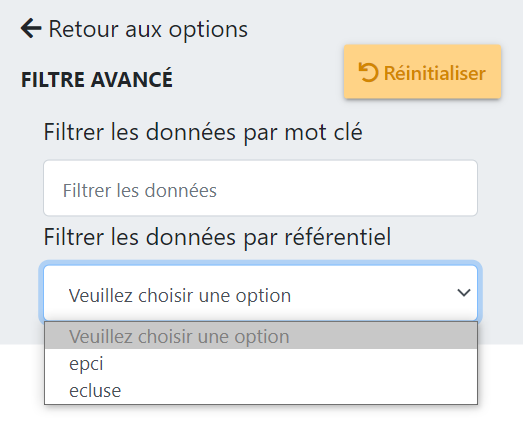 Retour aux options
Réinitialiser
FILTRE AVANCÉ
Filtrer les données par mot clé
Filtrer les données
Filtrer les données par référentiel
Veuillez choisir une option
Veuillez choisir une option
epci
ecluse